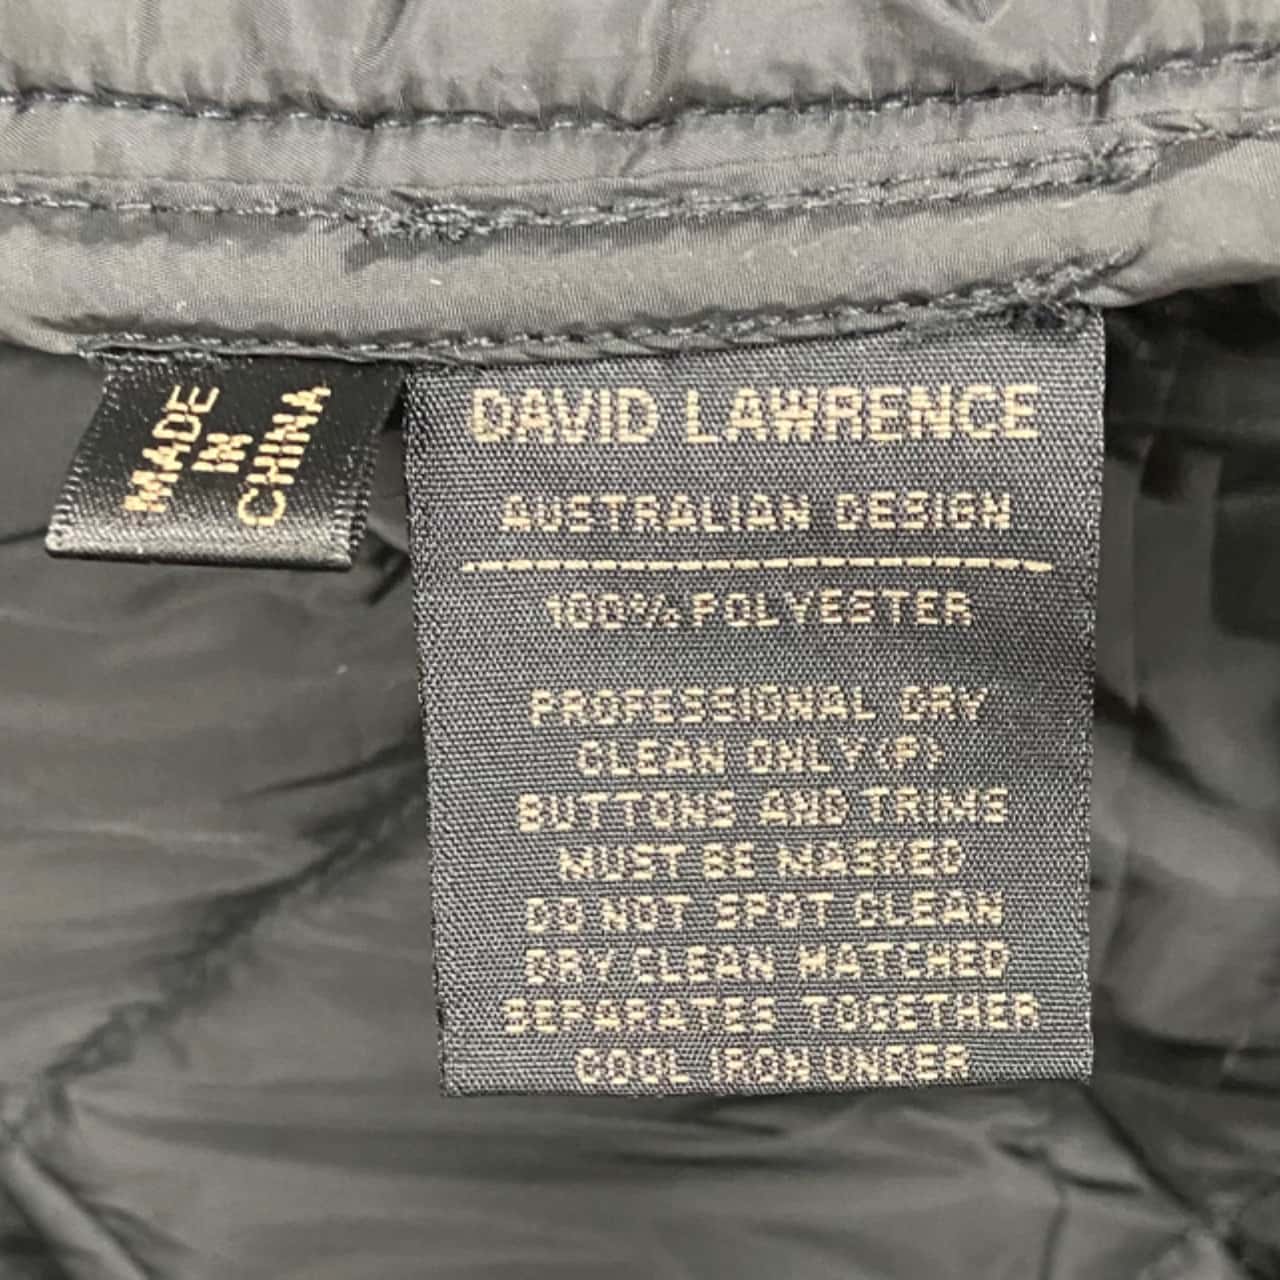 MADE
IN
CHINA
DAVID LAWRENCE
AUSTRALIAN DESIGN
100% POLYESTER
PROFESSIONAL DRY
CLEAN ONLY (P)
BUTTONS AND TRIMS
MUST BE MASKED
DO NOT SPOT CLEAN
DRY CLEAN MATCHED
SEPARATES TOGETHER
COOL IRON UNDER